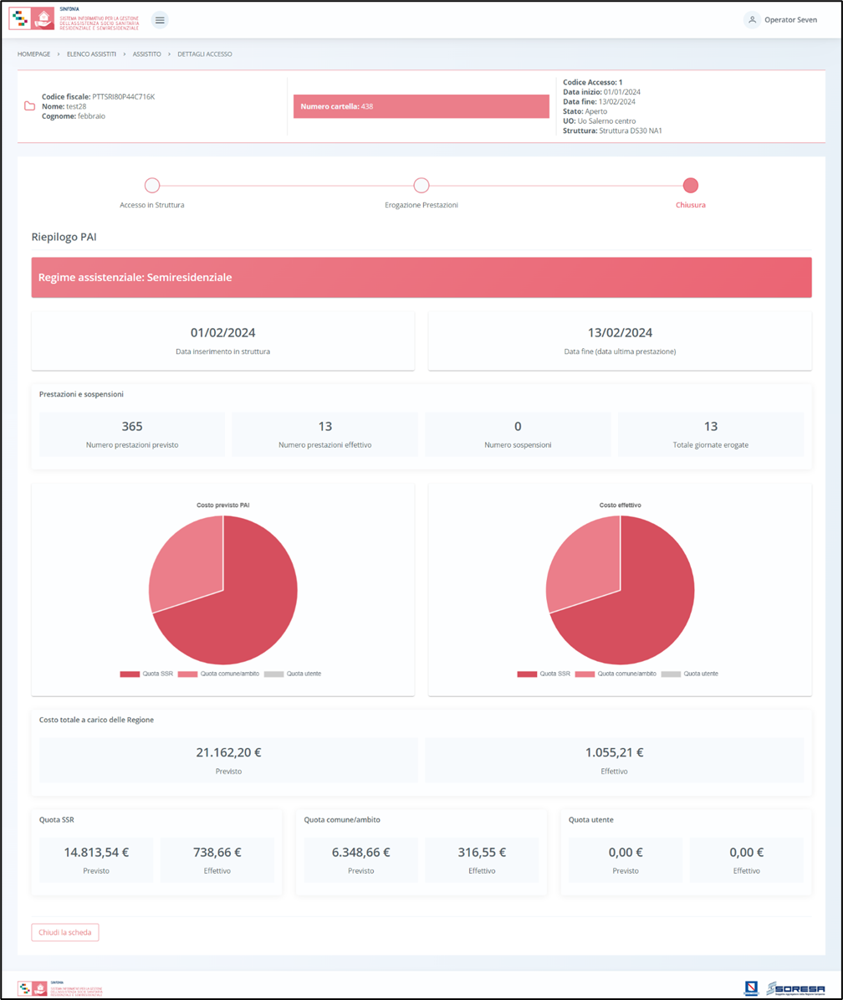 SINFONIA
SISTEMA INFORMATIVO PER LA GESTIONE
DELL'ASSISTENZA SOCIO SANITARIA
RESIDENZIALE E SEMIRESIDENZIALE
Operator Seven
HOMEPAGE > ELENCO ASSISTITI > ASSISTITO > DETTAGLI ACCESSO
Codice fiscale: PTTSRI80P44C716K
Nome: test28
Cognome: febbraio
Numero cartella: 438
Codice Accesso: 1
Data inizio: 01/01/2024
Data fine: 13/02/2024
Stato: Aperto
UO: Uo Salerno centro
Struttura: Struttura DS30 NA1
Accesso in Struttura
Erogazione Prestazioni
Chiusura
Riepilogo PAI
Regime assistenziale: Semiresidenziale
01/02/2024
Data inserimento in struttura
13/02/2024
Data fine (data ultima prestazione)
Prestazioni e sospensioni
365
Numero prestazioni previsto
13
Numero prestazioni effettivo
0
Numero sospensioni
13
Totale giornate erogate
Costo previsto PAI
Quota SSR Quota comune/ambito Quota utente
Costo effettivo
Quota SSR Quota comune/ambito Quota utente
Costo totale a carico delle Regione
21.162,20 €
Previsto
1.055,21 €
Effettivo
Quota SSR
14.813,54 €
Previsto
738,66 €
Effettivo
Quota comune/ambito
6.348,66 €
Previsto
316,55 €
Effettivo
Quota utente
0,00 €
Previsto
0,00 €
Effettivo
Chiudi la scheda
SINFONIA
SISTEMA INFORMATIVO PER LA GESTIONE
DELL'ASSISTENZA SOCIO SANITARIA
RESIDENZIALE E SEMIRESIDENZIALE
SORESA